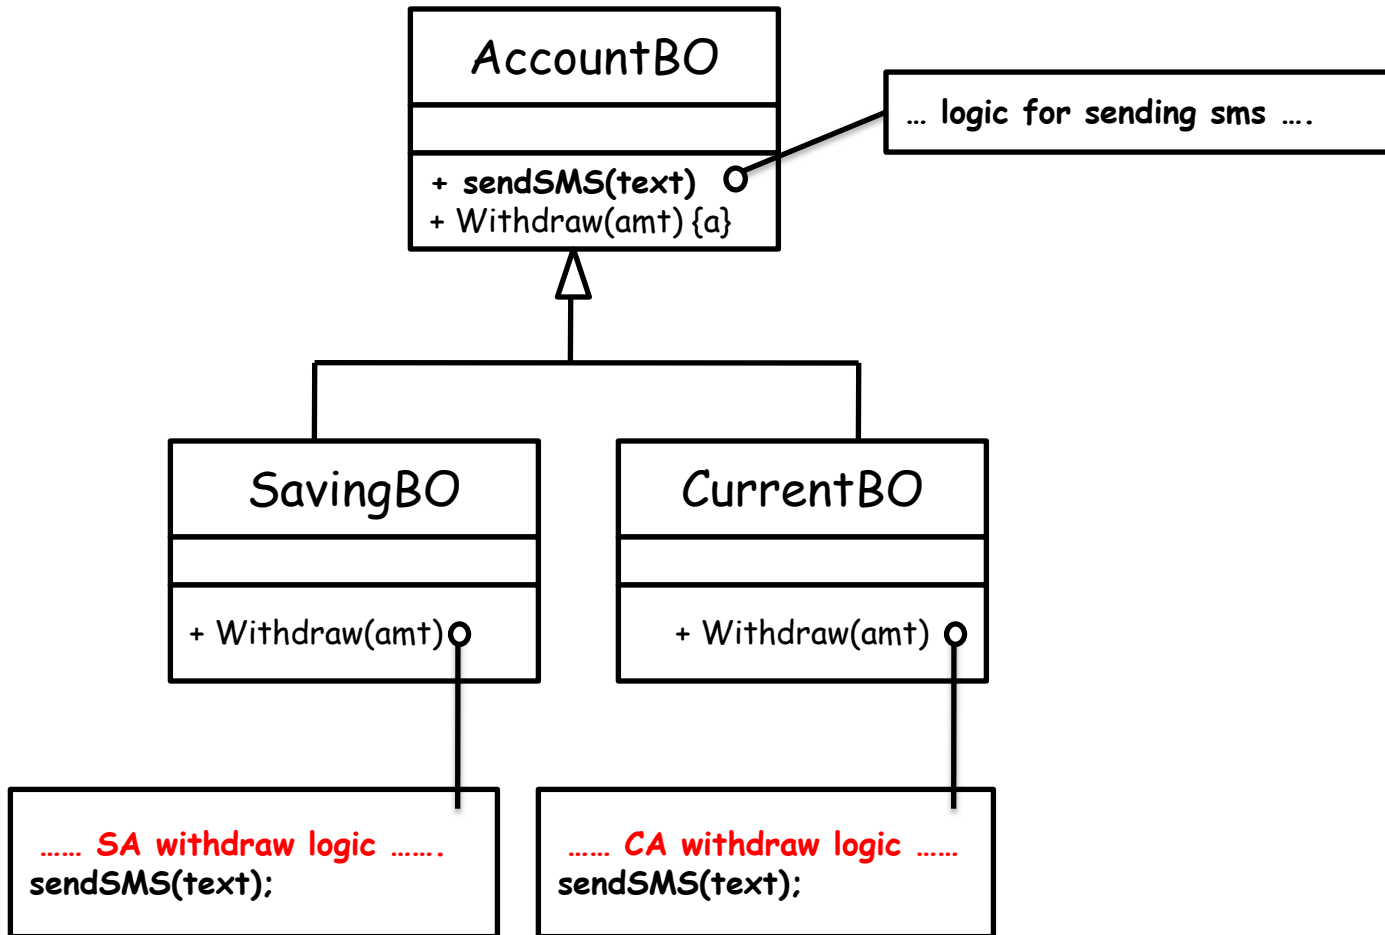 AccountBO
… logic for sending sms ….
+ sendSMS(text)
+ Withdraw(amt) {a}
SavingBO
CurrentBO
+ Withdraw(amt)
+ Withdraw(amt)
…… SA withdraw logic …….
sendSMS(text);
…… CA withdraw logic ……
sendSMS(text);